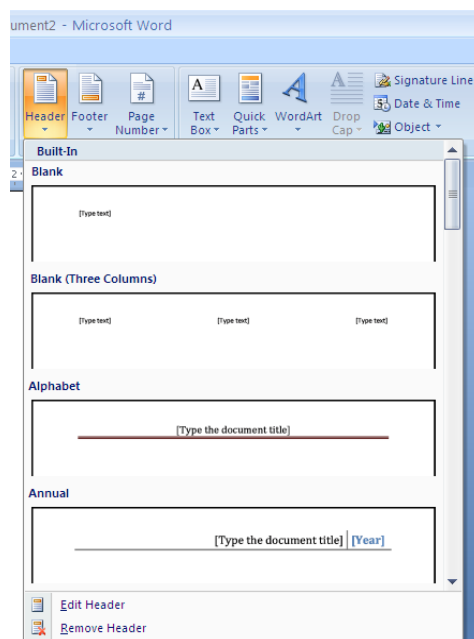 ument2 - Microsoft Word
Header Footer Page Number
Text Box Quick Parts WordArt Drop Cap
Signature Line
Date & Time
Object
2
Built-In
Blank
[Type text]
Blank (Three Columns)
[Type text] [Type text] [Type text]
Alphabet
[Type the document title]
Annual
[Type the document title] [Year]
Edit Header
Remove Header